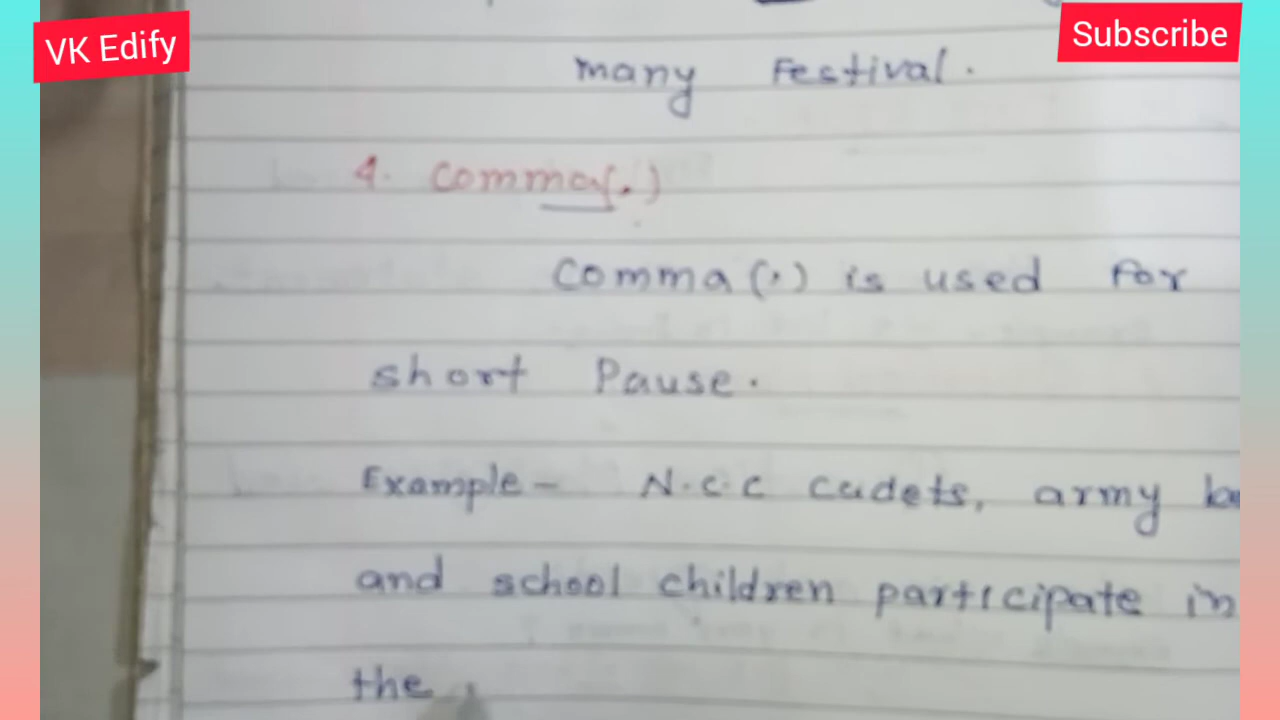 VK Edify
Subscribe
many Festival.
4. comma(,)
Comma (,) is used for
short Pause.
Example- N.C.C cadets, army
and school children participate in
the